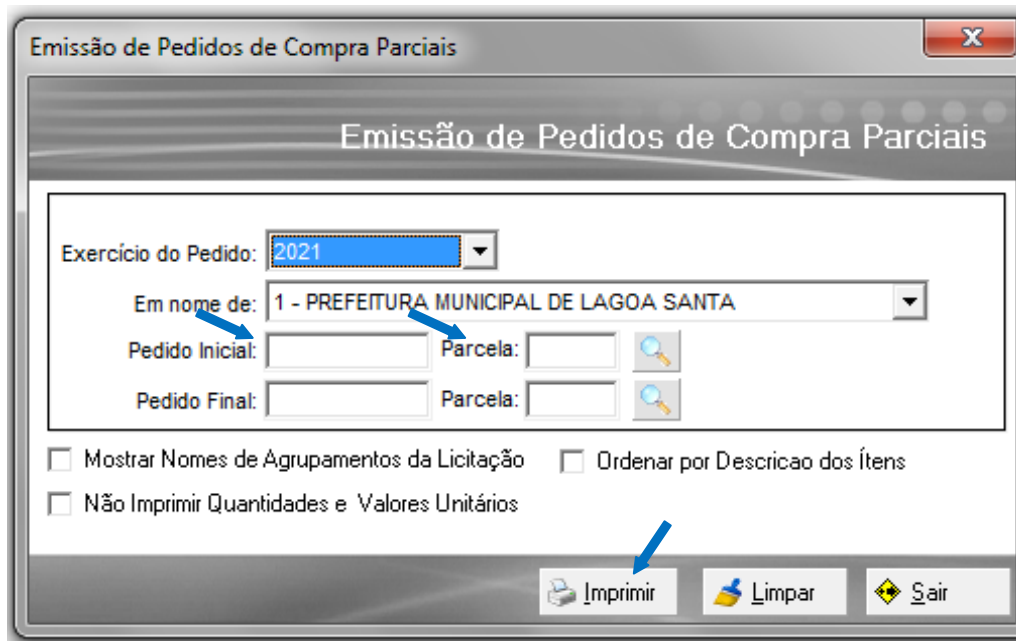 Emissão de Pedidos de Compra Parciais
Emissão de Pedidos de Compra Parciais
Exercício do Pedido: 2021
Em nome de: 1 - PREFEITURA MUNICIPAL DE LAGOA SANTA
Pedido Inicial: Parcela:
Pedido Final: Parcela:
Mostrar Nomes de Agrupamentos da Licitação Ordenar por Descricao dos Ítens
Não Imprimir Quantidades e Valores Unitários
Imprimir Limpar Sair